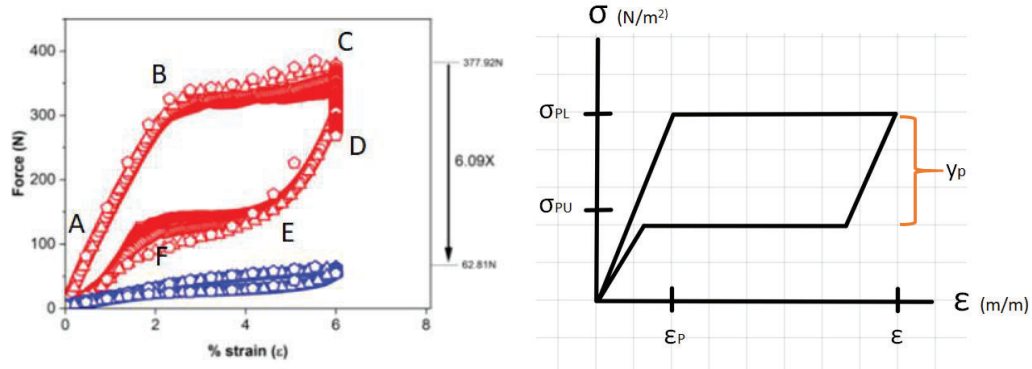 400
300
200
100
0
Force (N)
A
B
C
D
E
F
377.92N
6.09X
62.81N
0
2
4
6
8
% strain (ε)
σ (N/m²)
σPL
σPU
yp
εP
ε
ε (m/m)